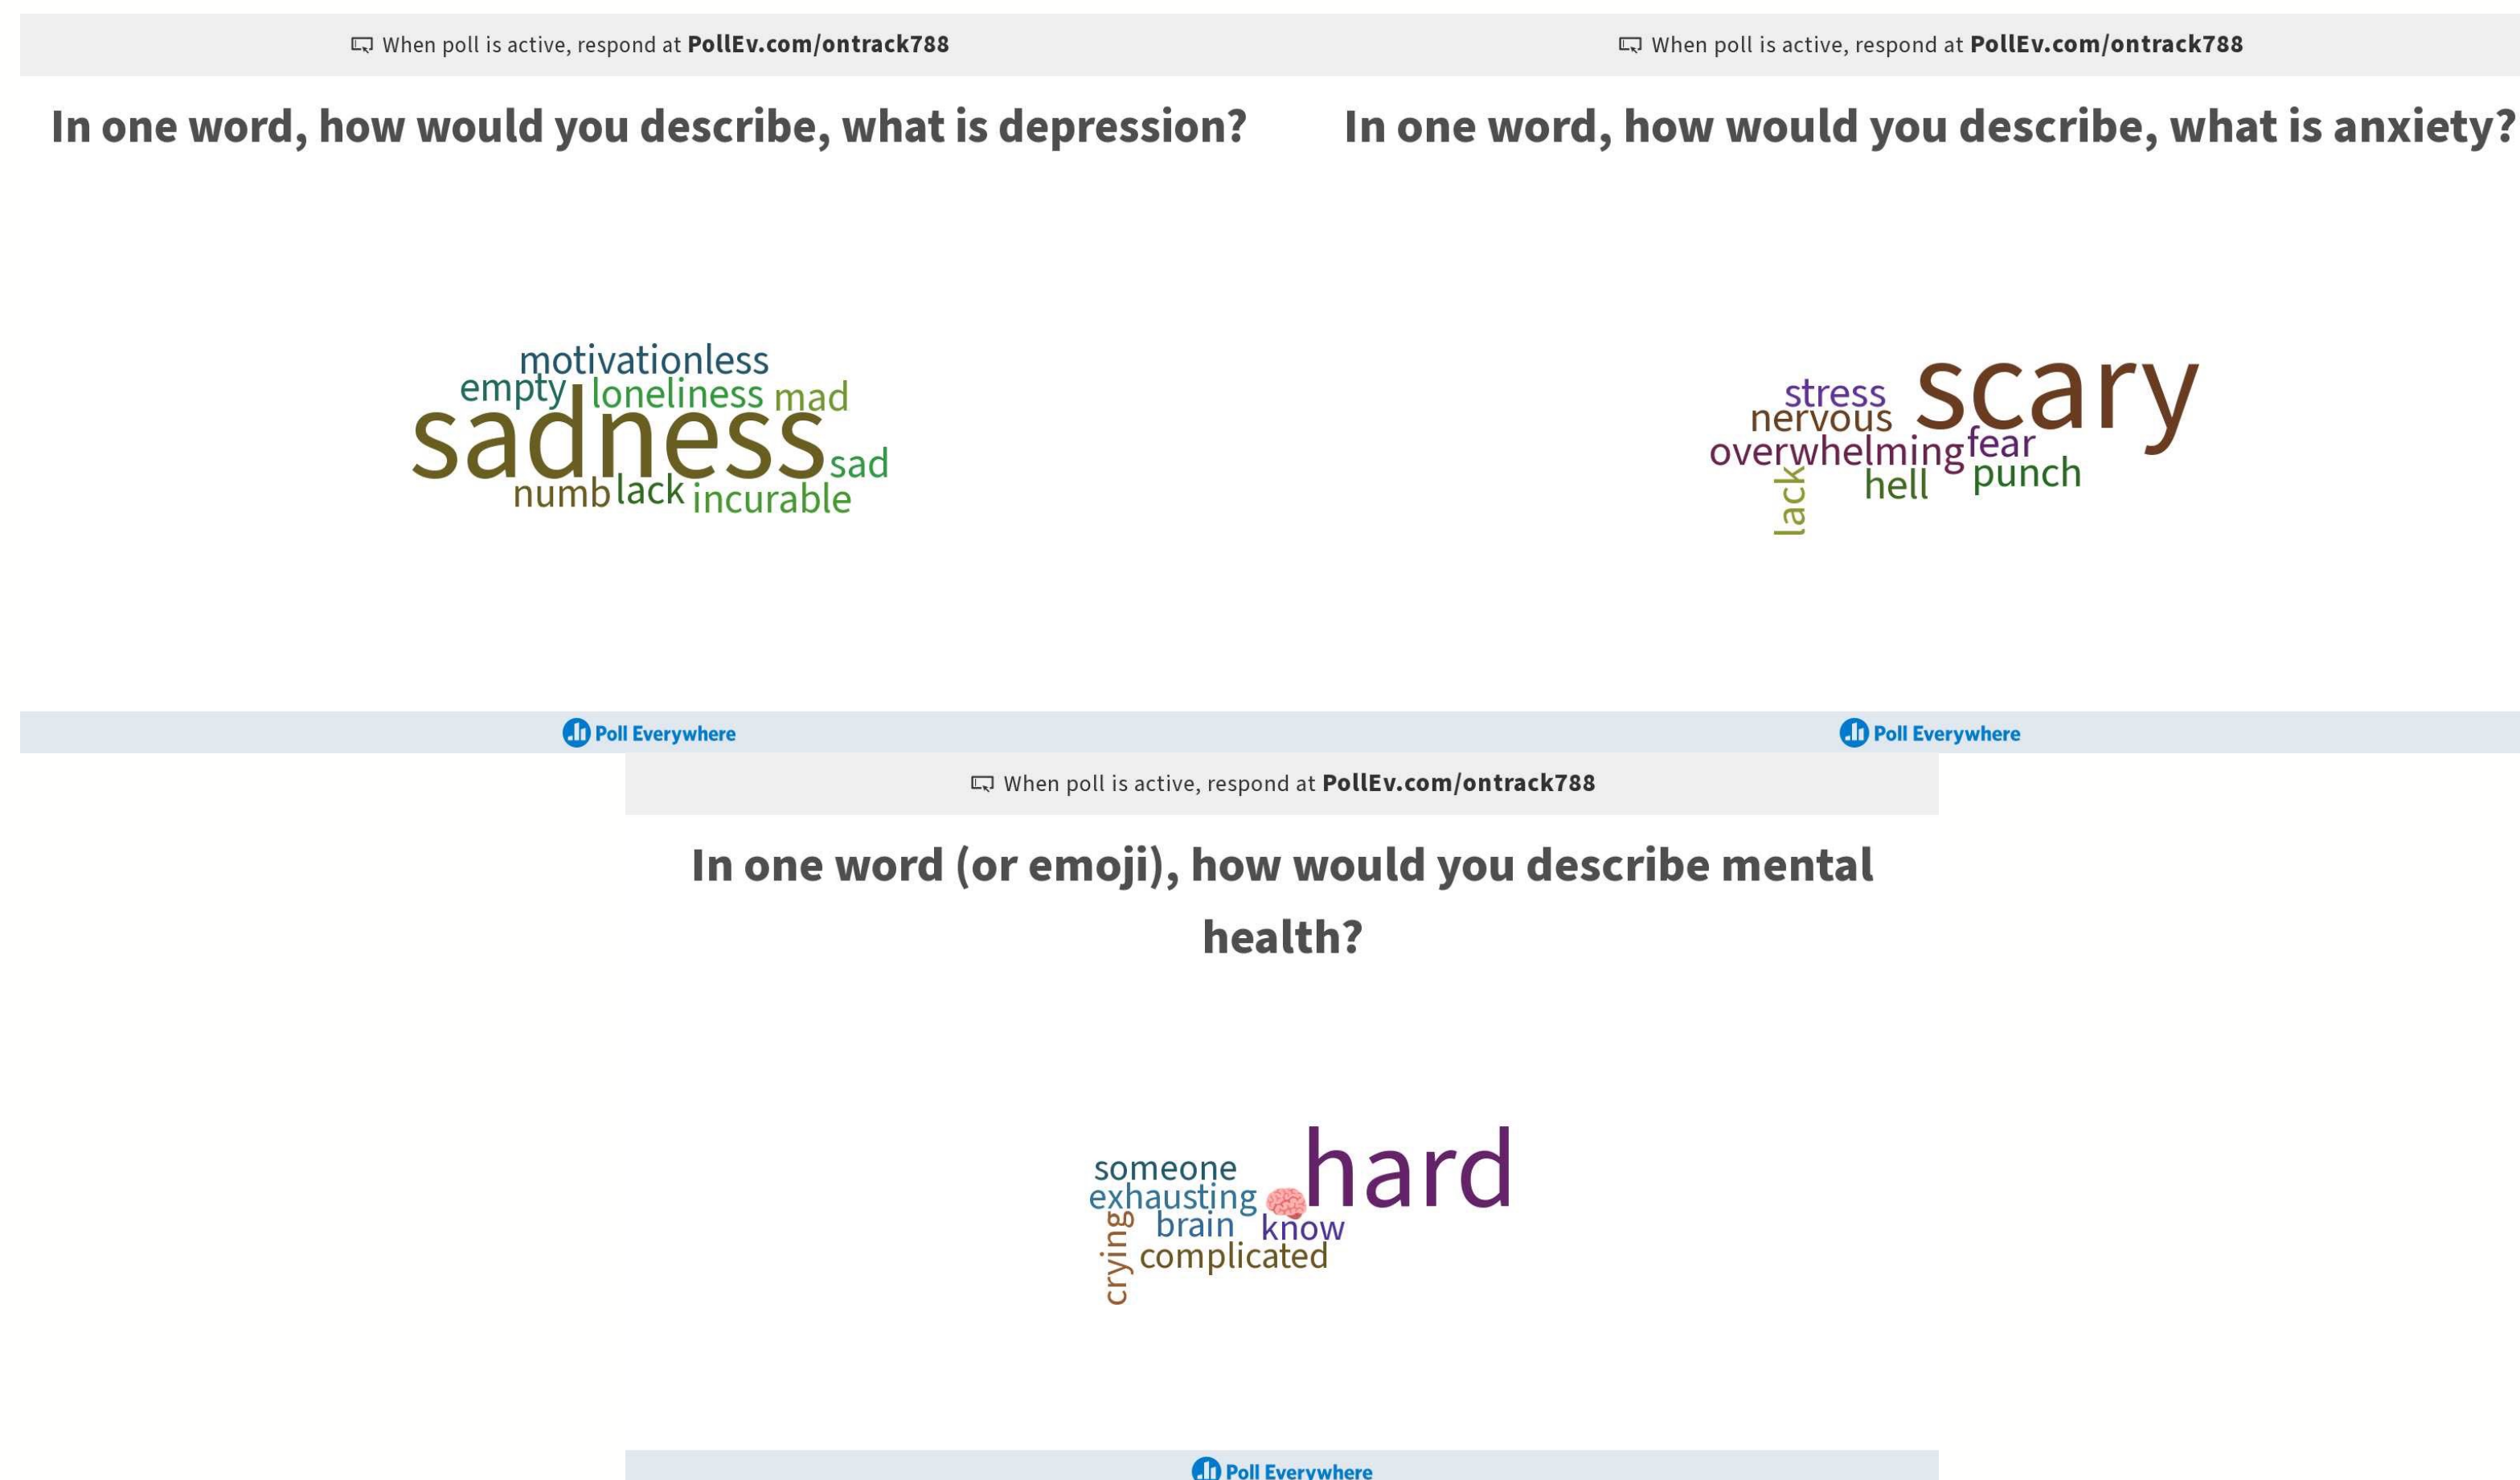 When poll is active, respond at PollEv.com/ontrack788
In one word, how would you describe, what is depression?
motivationless
empty loneliness mad
sadness sad
numb lack incurable
Poll Everywhere
When poll is active, respond at PollEv.com/ontrack788
In one word, how would you describe, what is anxiety?
stress scary
nervous
overwhelming fear
lack hell punch
Poll Everywhere
When poll is active, respond at PollEv.com/ontrack788
In one word (or emoji), how would you describe mental
health?
someone hard
exhausting 🧠
brain know
crying complicated
Poll Everywhere